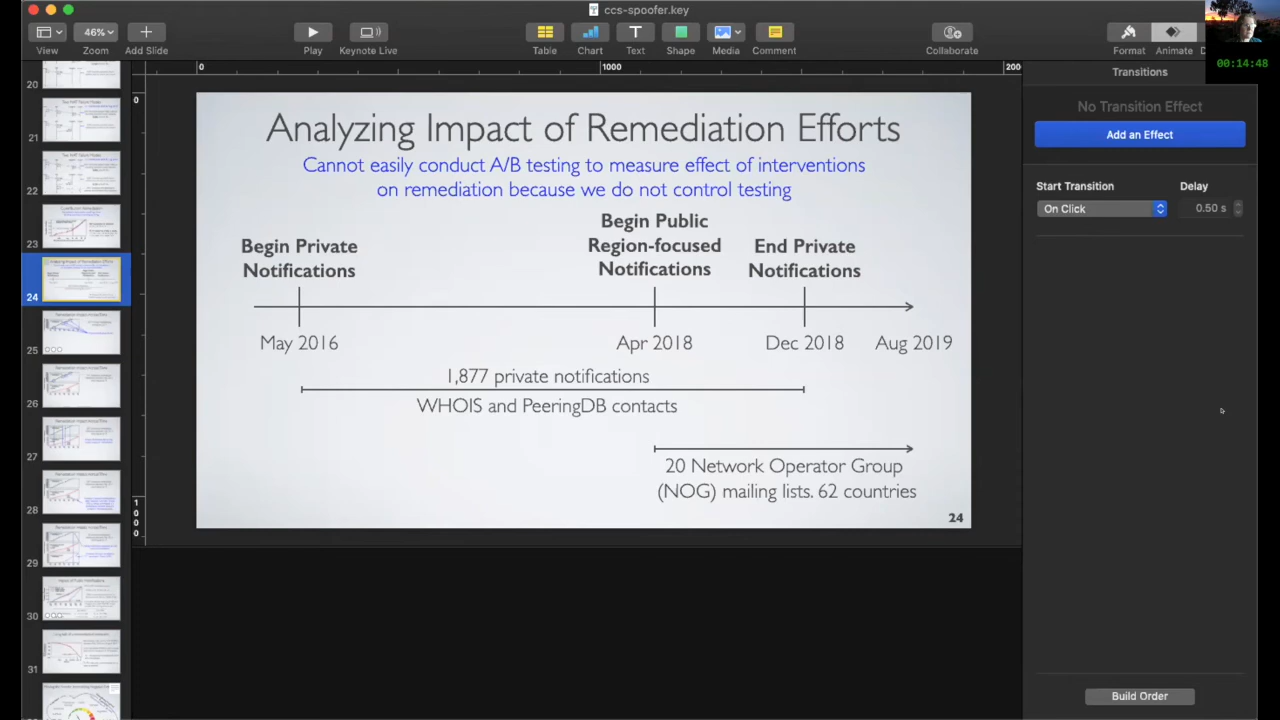 ccs-spoofer.key
46%
View
Zoom
Add Slide
Play
Keynote Live
Table
Chart
Text
Shape
Media
Comment
Collaborate
Format
Animate
00:14:48
Transitions
No Transition Effect
Add an Effect
Start Transition
Delay
On Click
0.50 s
Build Order
0
1000
200
0
1
0
0
0
20
21
22
23
24
25
26
27
28
29
30
31
Analyzing Impact of Remediation Efforts
Cannot easily conduct A/B testing to measure effect of interventions
on remediation because we do not control testing.
Begin Private
Notifications
Begin Public
Region-focused
Notifications
End Private
Notifications
May 2016
Apr 2018
Dec 2018
Aug 2019
1,877 private notifications
WHOIS and PeeringDB contacts
20 Network Operator Group
(NOG) mailing lists. 62 countries
24